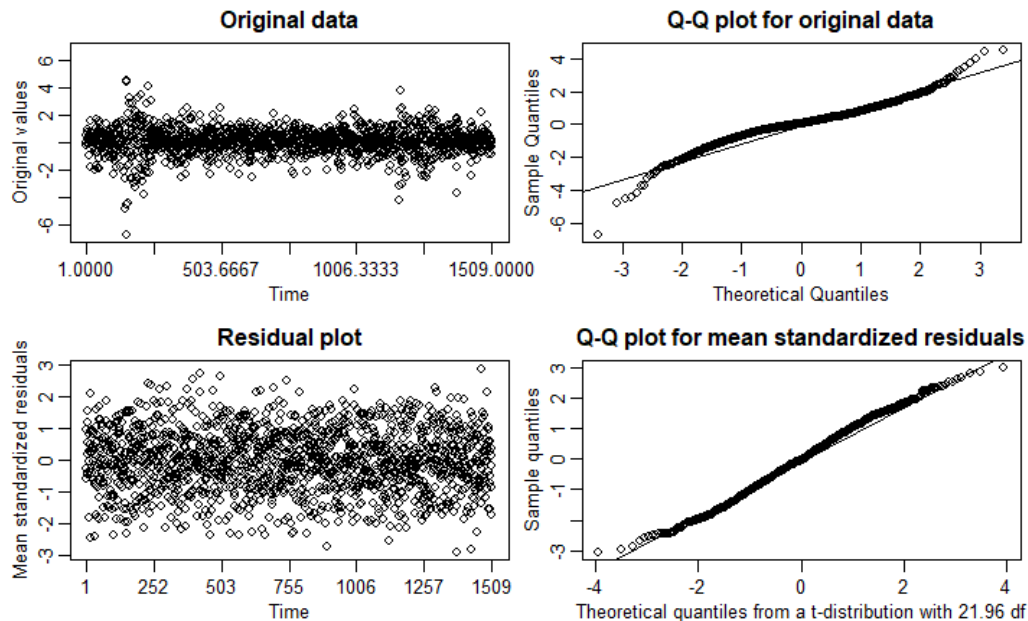 Original data
Original values
6
4
2
-2
-6
1.0000 503.6667 1006.3333 1509.0000
Time
Q-Q plot for original data
Sample Quantiles
4
2
0
-2
-4
-6
-3 -2 -1 0 1 2 3
Theoretical Quantiles
Residual plot
Mean standardized residuals
3
2
1
0
-1
-2
-3
1 252 503 755 1006 1257 1509
Time
Q-Q plot for mean standardized residuals
Sample quantiles
3
2
1
0
-1
-3
-4 -2 0 2 4
Theoretical quantiles from a t-distribution with 21.96 df